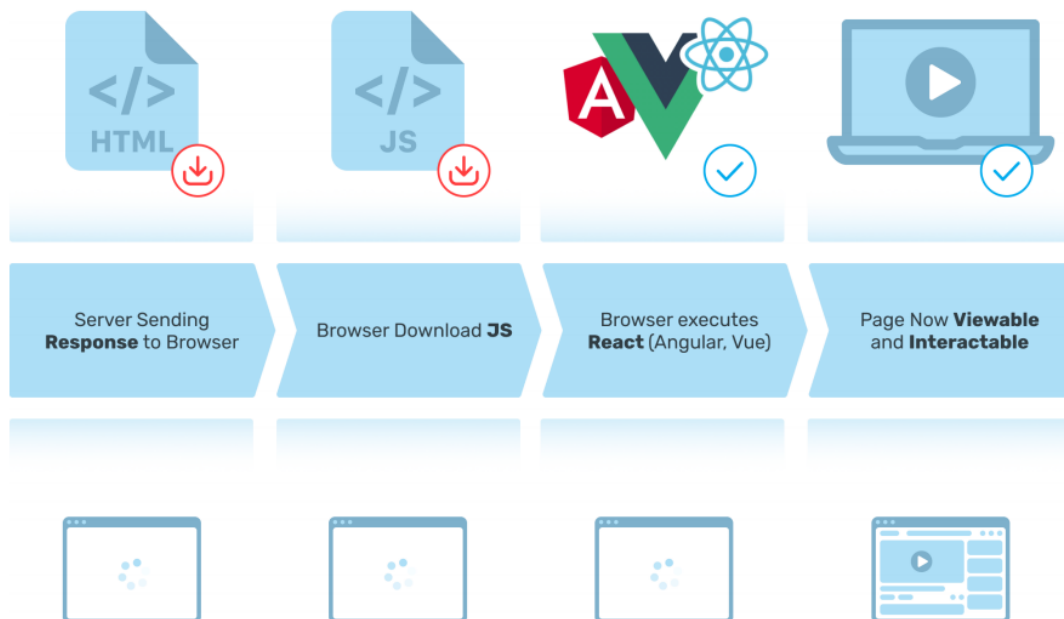 </>
HTML
</>
JS
A
Server Sending
Response to Browser
Browser Download JS
Browser executes
React (Angular, Vue)
Page Now Viewable
and Interactable